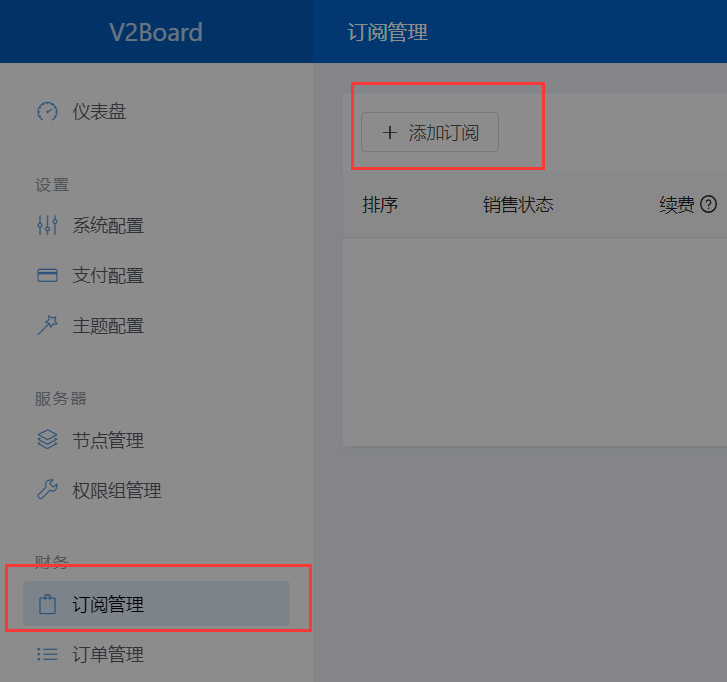 V2Board
订阅管理
仪表盘
添加订阅
设置
排序
销售状态
续费
系统配置
支付配置
主题配置
服务器
节点管理
权限组管理
财务
订阅管理
订单管理